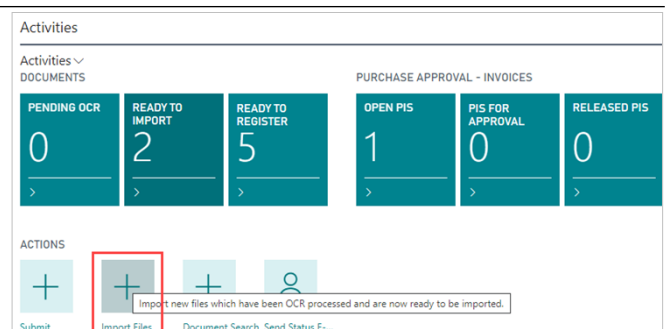 Activities
Activities
DOCUMENTS
PURCHASE APPROVAL - INVOICES
PENDING OCR
0
READY TO
IMPORT
2
READY TO
REGISTER
5
OPEN PIS
1
PIS FOR
APPROVAL
0
RELEASED PIS
0
ACTIONS
Import new files which have been OCR processed and are now ready to be imported.
Submit
Import Files
Document Search
Send Status E-...